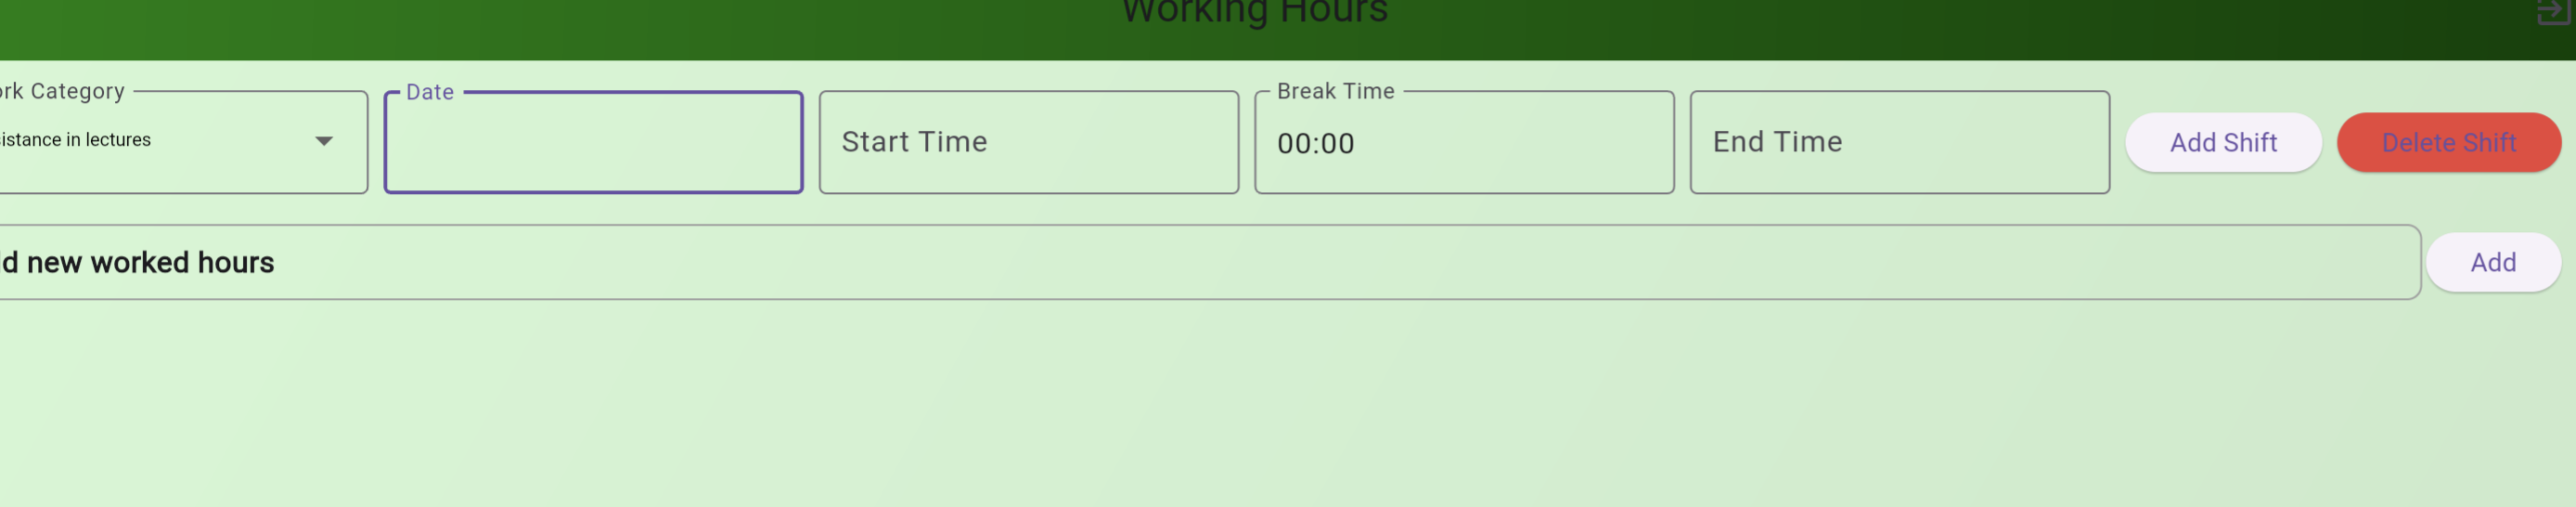 Working Hours
ork Category
Date
Break Time
istance in lectures
Start Time
00:00
End Time
Add Shift
Delete Shift
d new worked hours
Add